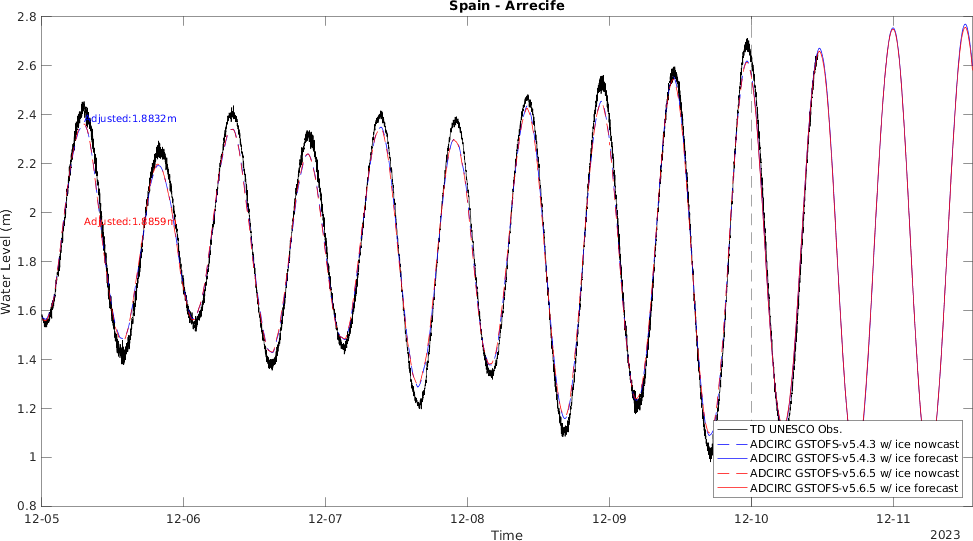 Spain - Arrecife
2.8
2.6
2.4
2.2
2
1.8
1.6
1.4
1.2
1
0.8
Water Level (m)
Adjusted:1.8832m
Adjusted:1.8859m
TD UNESCO Obs.
ADCIRC GSTOFS-v5.4.3 w/ ice nowcast
ADCIRC GSTOFS-v5.4.3 w/ ice forecast
ADCIRC GSTOFS-v5.6.5 w/ ice nowcast
ADCIRC GSTOFS-v5.6.5 w/ ice forecast
12-05 12-06 12-07 12-08 12-09 12-10 12-11
Time
2023